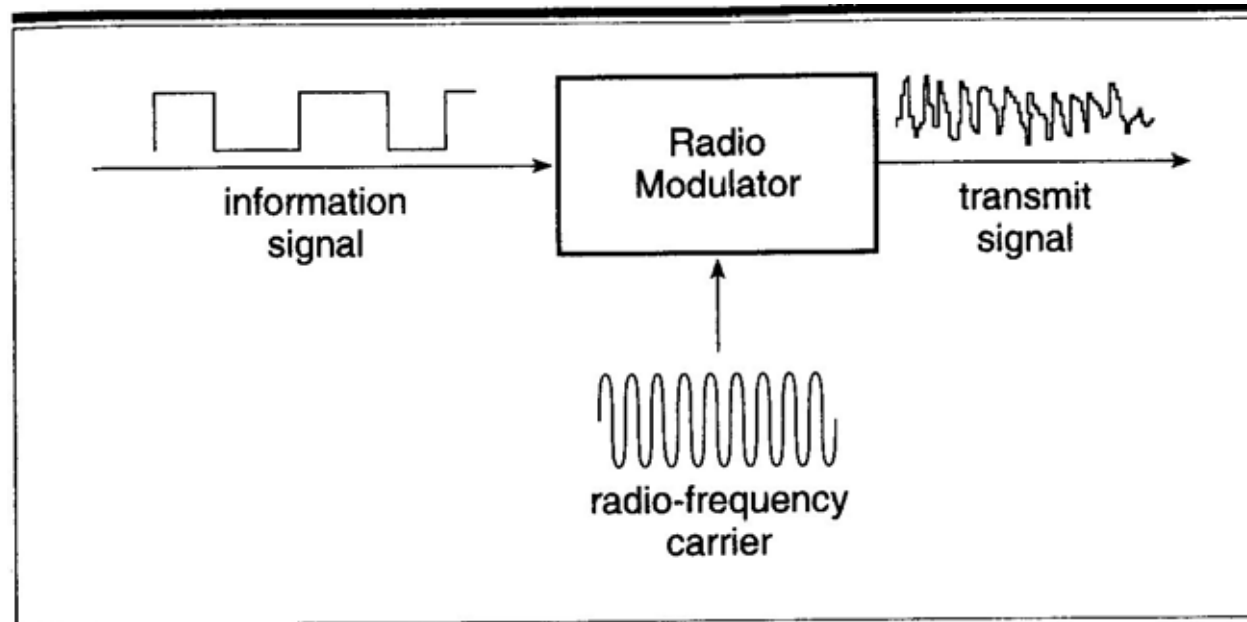 information
signal
Radio
Modulator
transmit
signal
radio-frequency
carrier